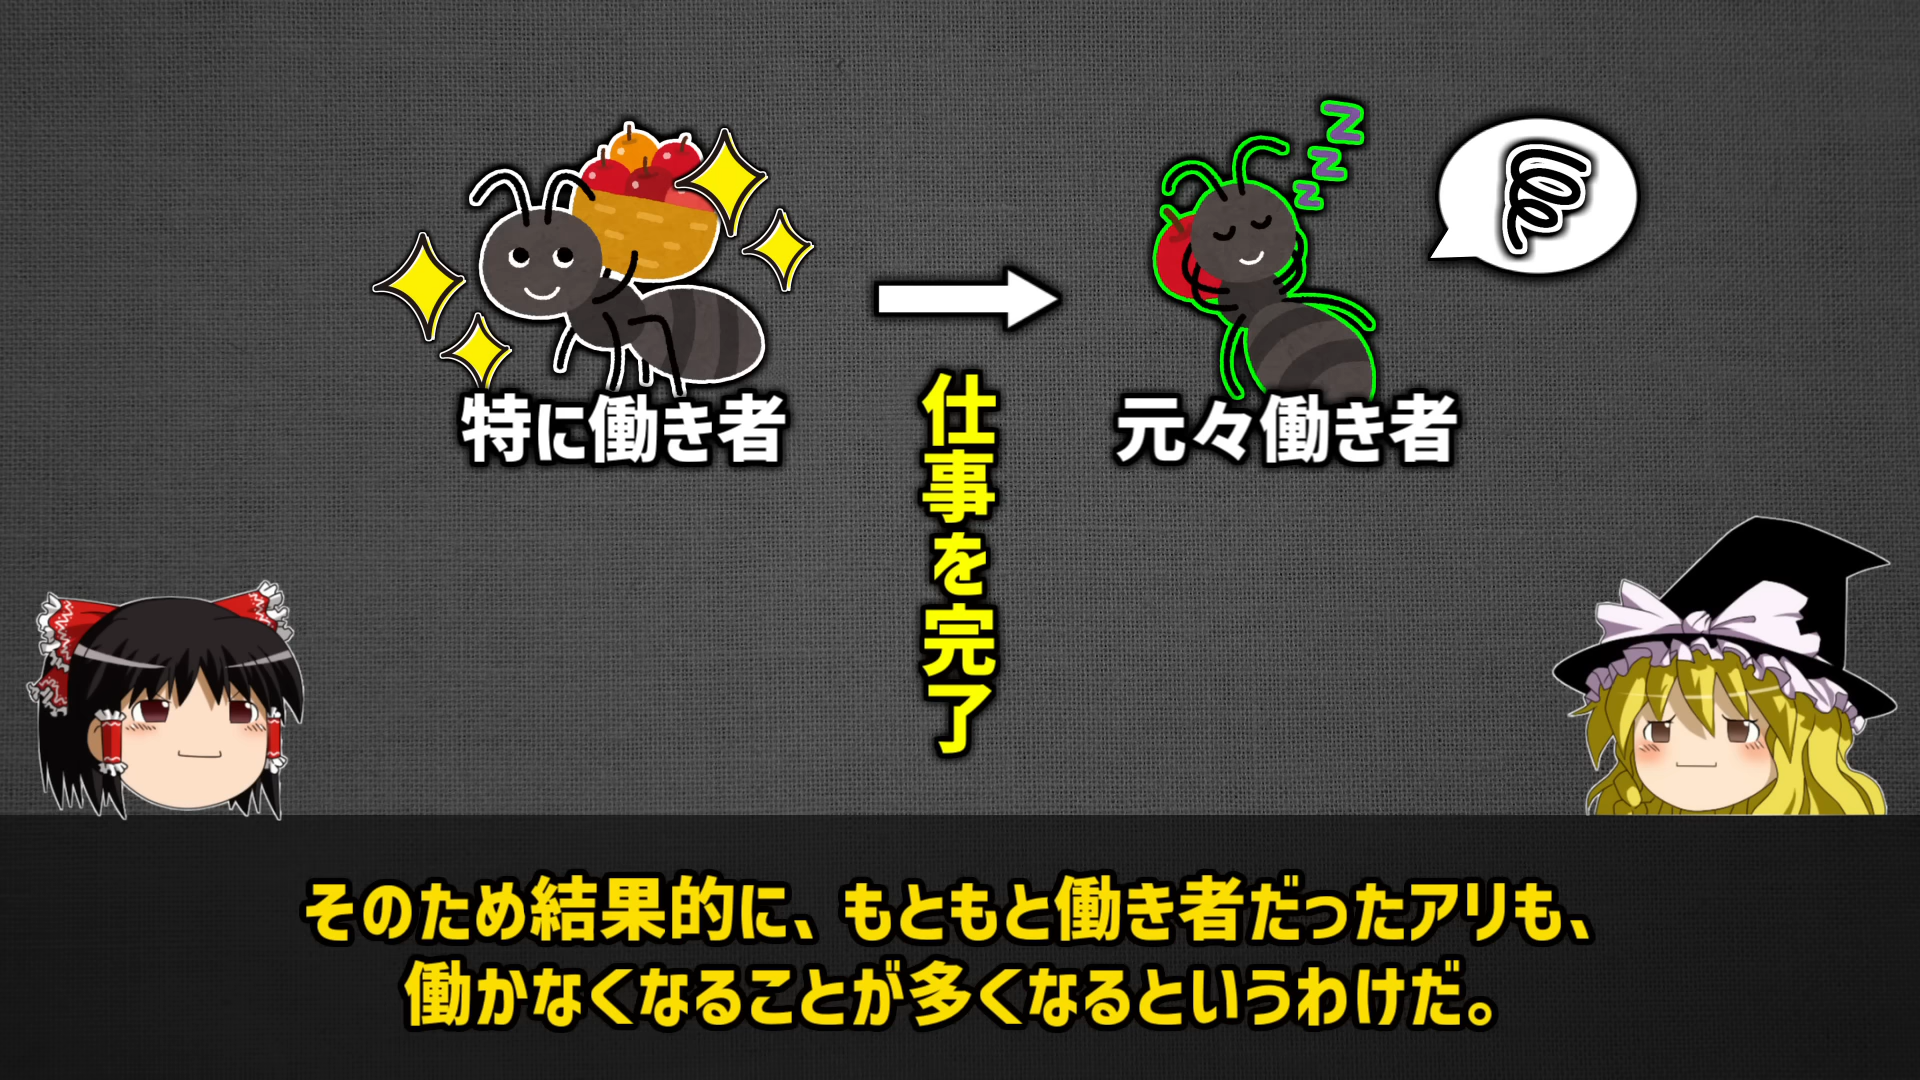 zzz
特に働き者
仕事を完了
元々働き者
そのため結果的に、もともと働き者だったアリも、
働かなくなることが多くなるというわけだ。